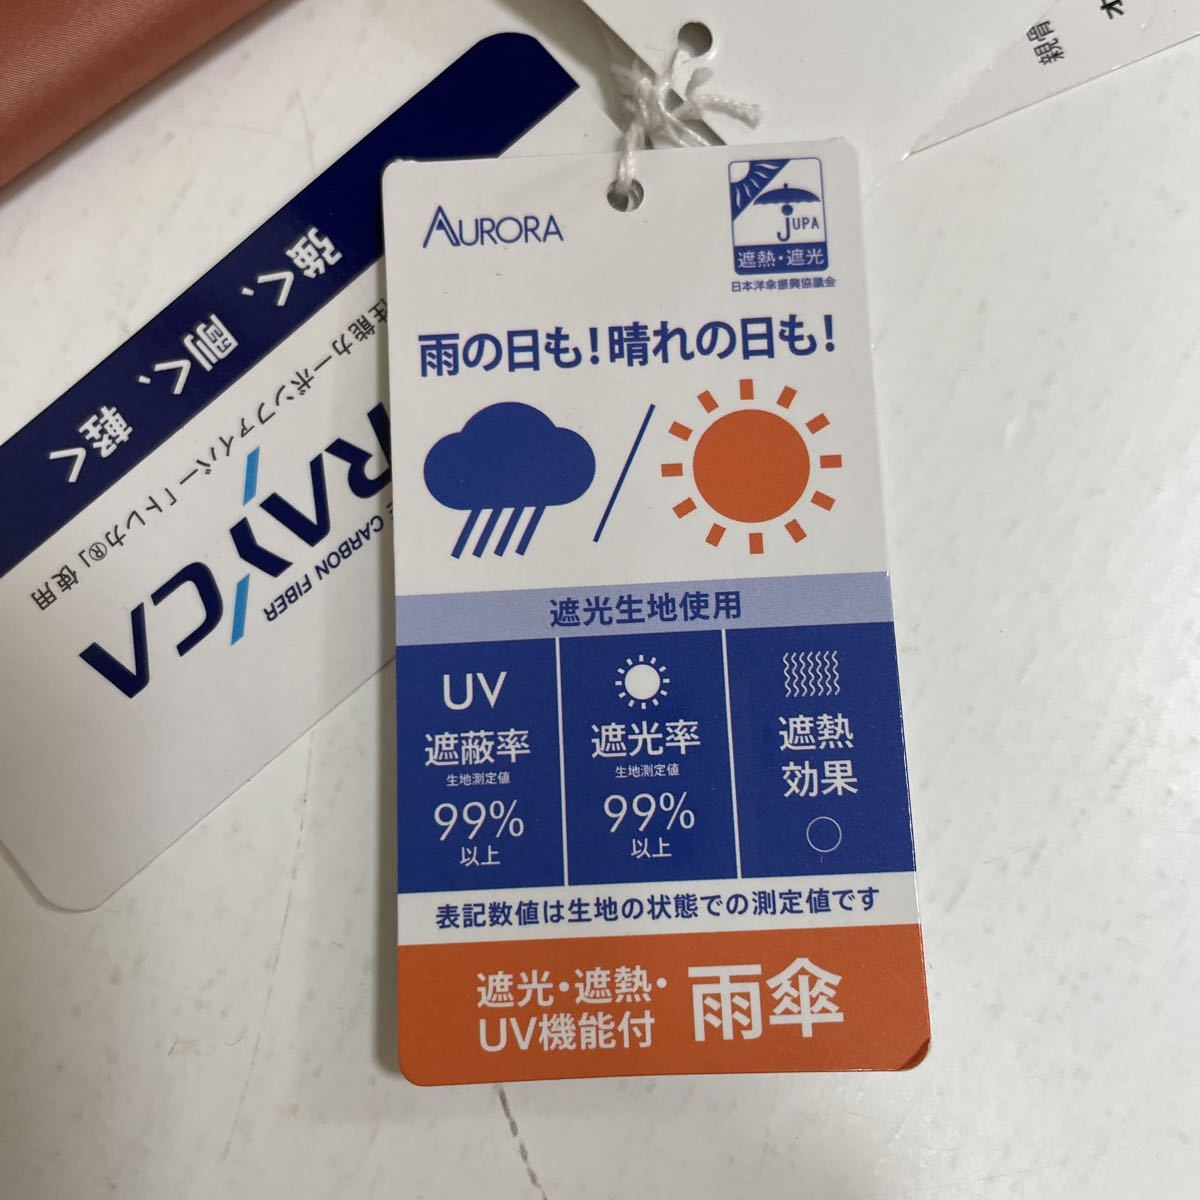 AURORA
JUPA
遮熱・遮光
日本洋傘振興協議会
雨の日も!晴れの日も!
遮光生地使用
UV
遮蔽率
生地測定値
99%
以上
遮光率
生地測定値
99%
以上
遮熱
効果
○
表記数値は生地の状態での測定値です
遮光・遮熱・
UV機能付
雨傘
強く、剛く、軽く
性能カーボンファイバー「トレカ®」使用
RAYCA
CARBON FIBER
親骨